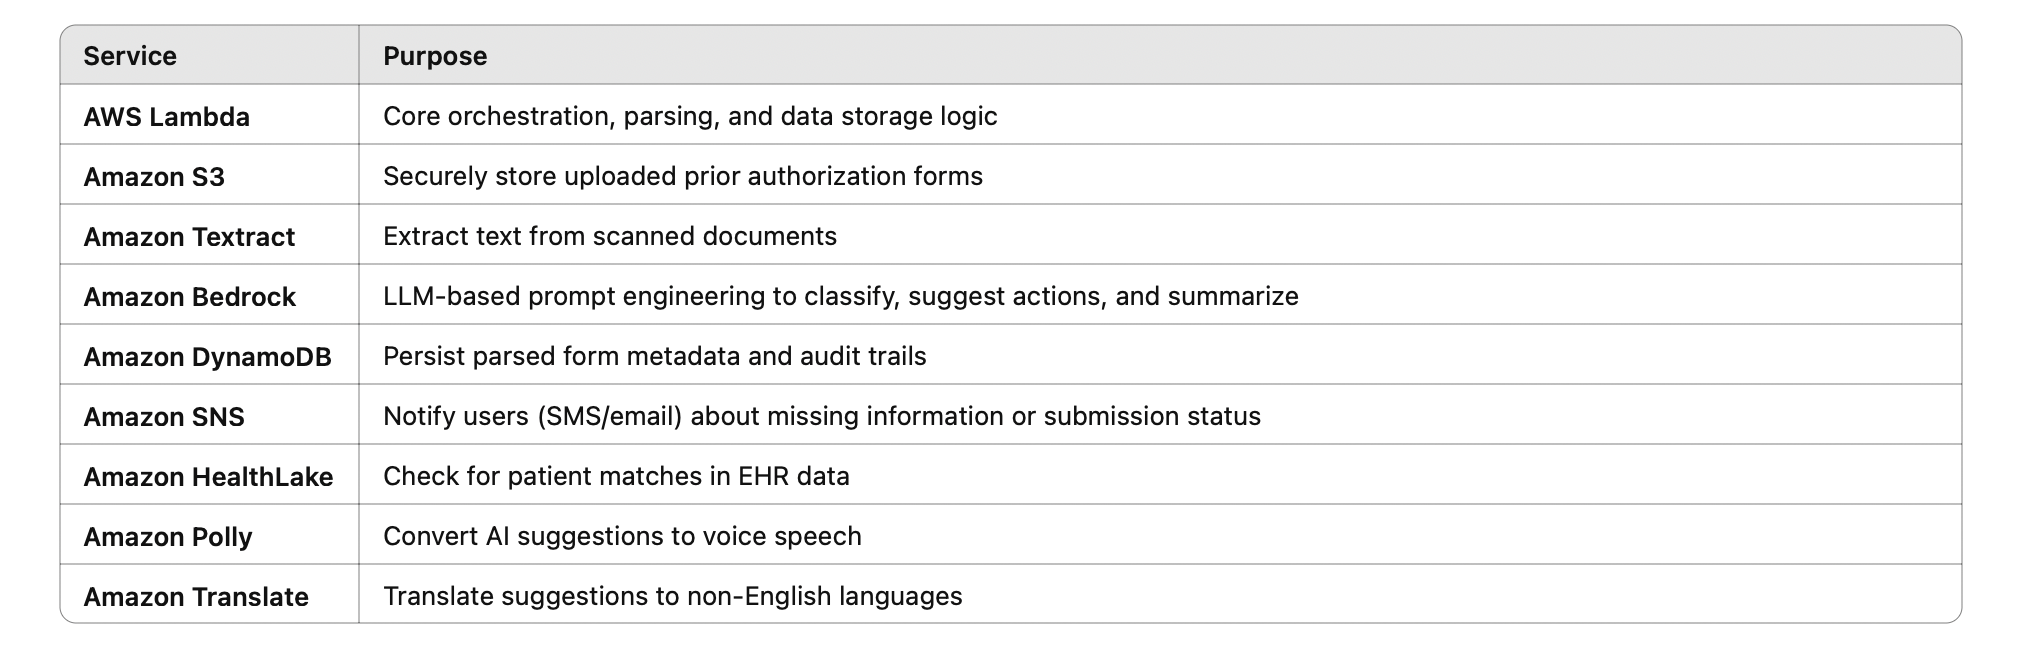 Service Purpose
AWS Lambda Core orchestration, parsing, and data storage logic
Amazon S3 Securely store uploaded prior authorization forms
Amazon Textract Extract text from scanned documents
Amazon Bedrock LLM-based prompt engineering to classify, suggest actions, and summarize
Amazon DynamoDB Persist parsed form metadata and audit trails
Amazon SNS Notify users (SMS/email) about missing information or submission status
Amazon HealthLake Check for patient matches in EHR data
Amazon Polly Convert AI suggestions to voice speech
Amazon Translate Translate suggestions to non-English languages